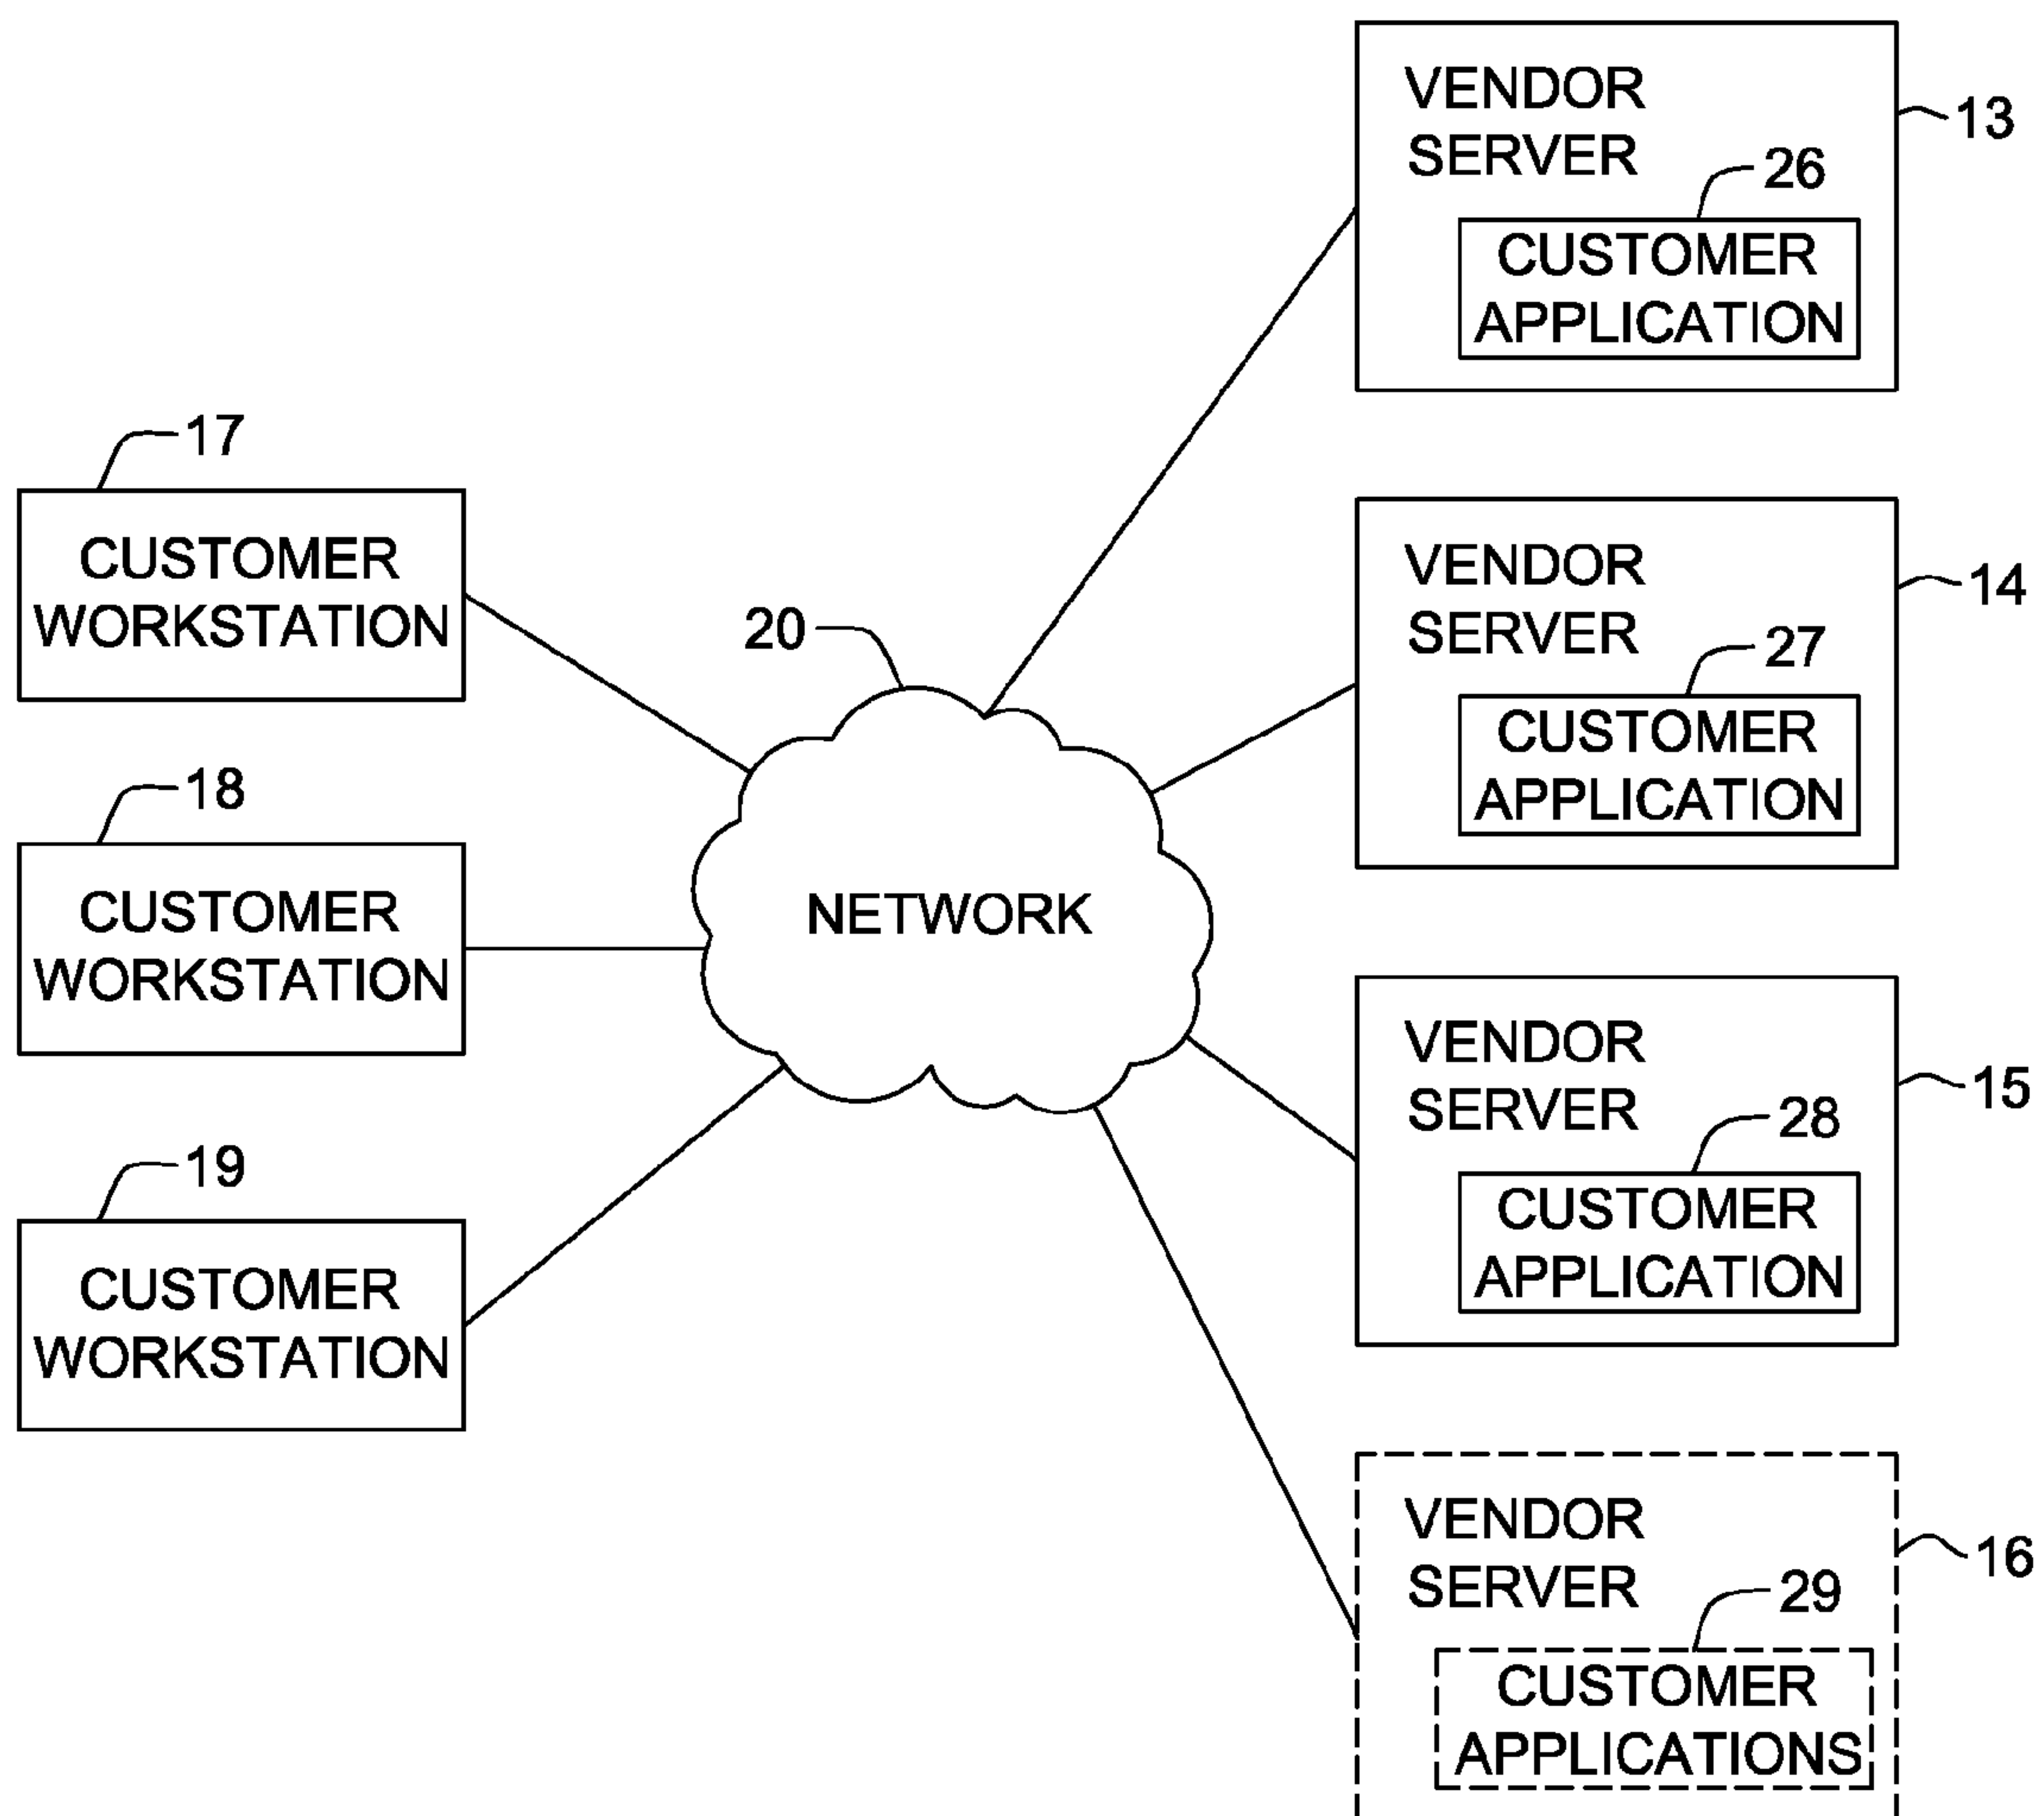 VENDOR
SERVER
13
26
CUSTOMER
APPLICATION
17
CUSTOMER
WORKSTATION
VENDOR
SERVER
14
27
CUSTOMER
APPLICATION
20
NETWORK
18
CUSTOMER
WORKSTATION
VENDOR
SERVER
15
28
CUSTOMER
APPLICATION
19
CUSTOMER
WORKSTATION
VENDOR
SERVER
16
29
CUSTOMER
APPLICATIONS